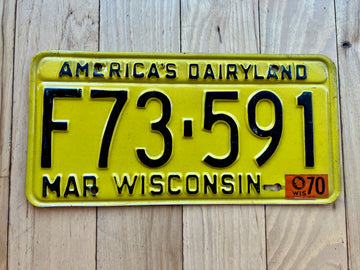 AMERICA'S DAIRYLAND
F73-591
MAR WISCONSIN 70
WIS